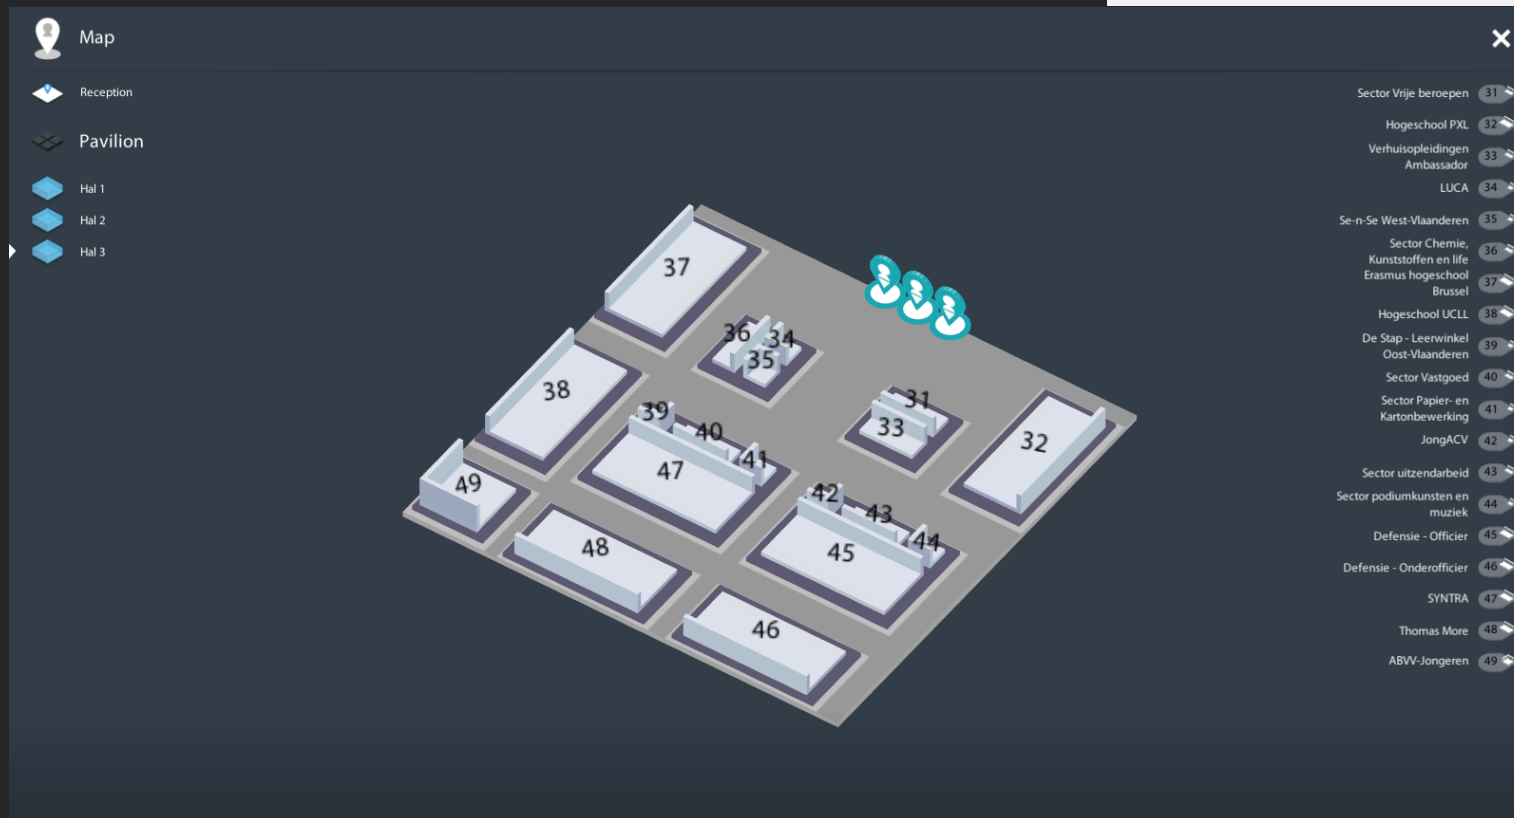 Map
Reception
Pavilion
Hal 1
Hal 2
Hal 3
37
36
34
35
38
31
33
32
39
40
41
47
49
42
43
44
45
48
46
Sector Vrije beroepen 31
Hogeschool PXL 32
Verhuisopleidingen
Ambassador 33
LUCA 34
Se-n-Se West-Vlaanderen 35
Sector Chemie,
Kunststoffen en life 36
Erasmus hogeschool
Brussel 37
Hogeschool UCLL 38
De Stap - Leerwinkel
Oost-Vlaanderen 39
Sector Vastgoed 40
Sector Papier- en
Kartonbewerking 41
JongACV 42
Sector uitzendarbeid 43
Sector podiumkunsten en
muziek 44
Defensie - Officier 45
Defensie - Onderofficier 46
SYNTRA 47
Thomas More 48
ABVV-Jongeren 49